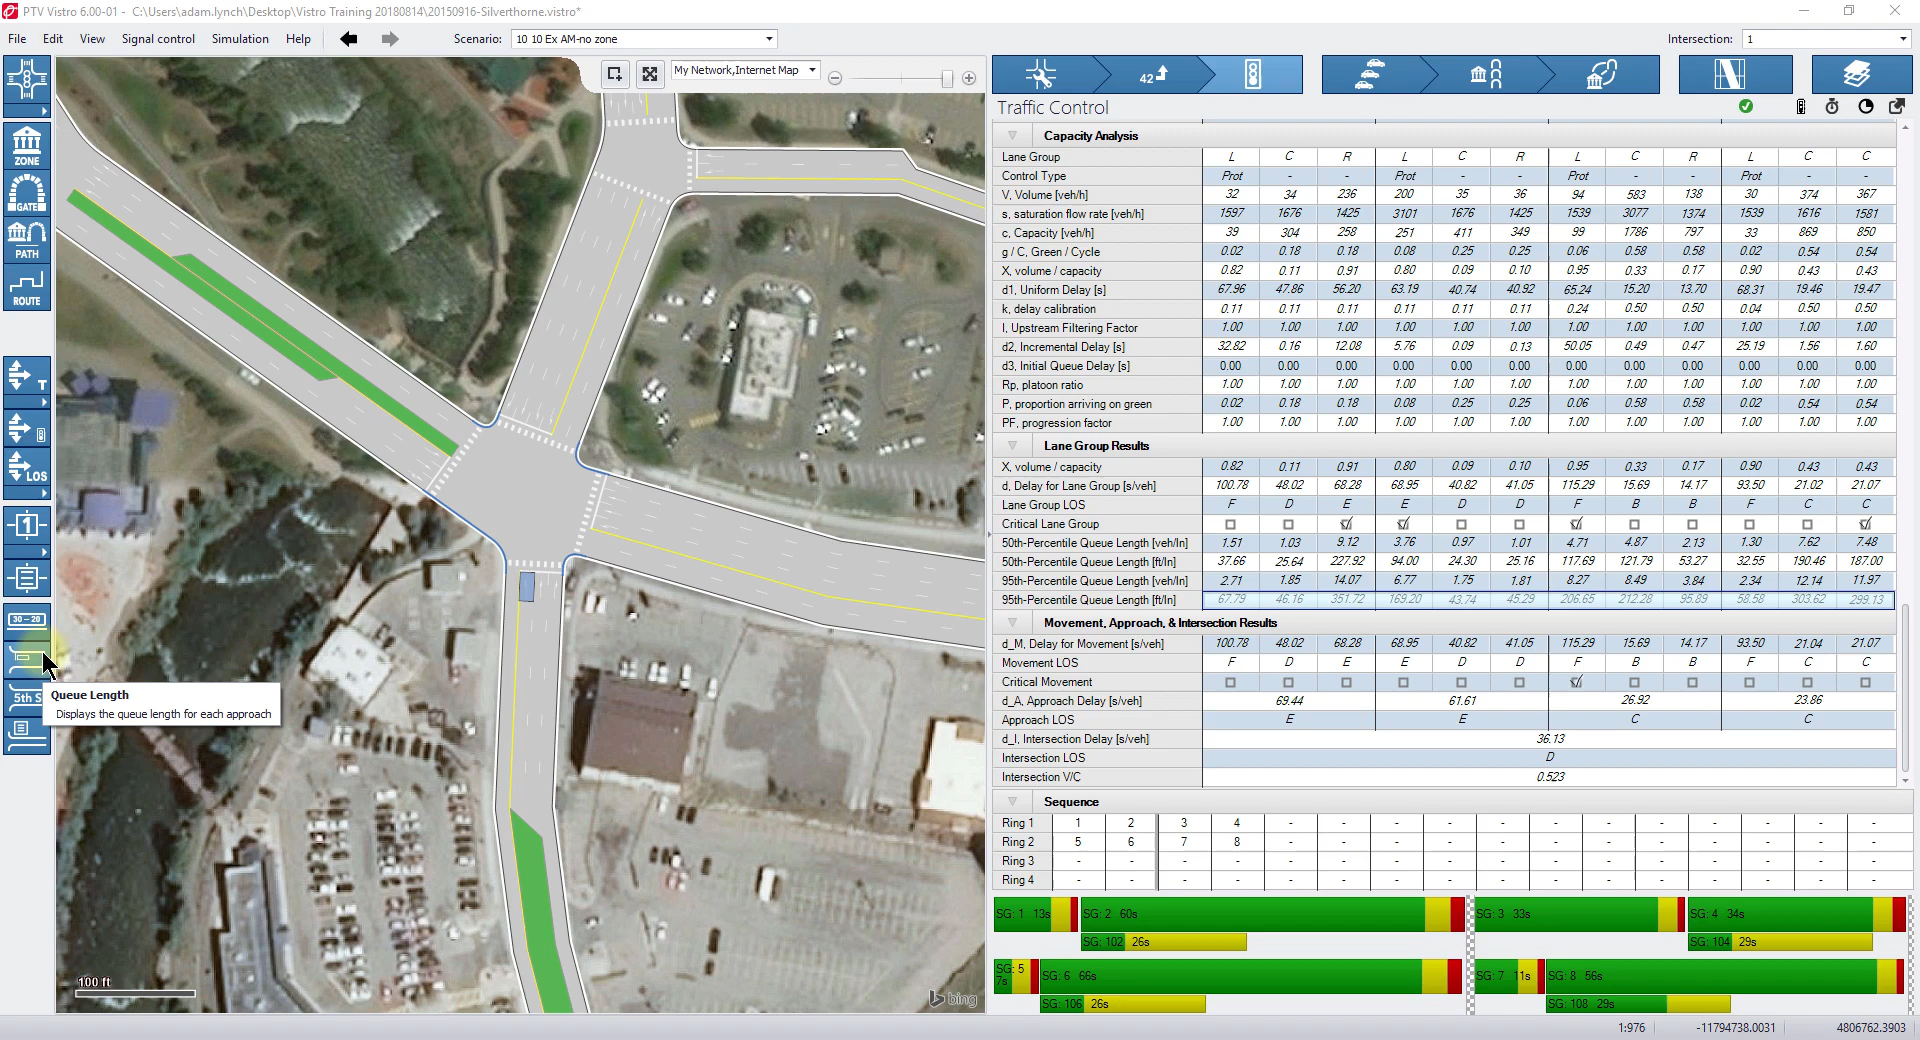 PTV Vistro 6.00-01 - C:\Users\adam.lynch\Desktop\Vistro Training 20180814\20150916-Silverthorne.vistro*
File Edit View Signal control Simulation Help Scenario: 10 10 Ex AM-no zone Intersection: 1
My Network,Internet Map
42
ZONE
GATE
PATH
ROUTE
T
LOS
1
30-20
5th S
Queue Length
Displays the queue length for each approach
100 ft
bing
Traffic Control
Capacity Analysis
Lane Group L C R L C R L C R L C C
Control Type Prot - - Prot - - Prot - - Prot - -
V, Volume [veh/h] 32 34 236 200 35 36 94 583 138 30 374 367
s, saturation flow rate [veh/h] 1597 1676 1425 3101 1676 1425 1539 3077 1374 1539 1616 1581
c, Capacity [veh/h] 39 304 258 251 411 349 99 1786 797 33 869 850
g / C, Green / Cycle 0.02 0.18 0.18 0.08 0.25 0.25 0.06 0.58 0.58 0.02 0.54 0.54
X, volume / capacity 0.82 0.11 0.91 0.80 0.09 0.10 0.95 0.33 0.17 0.90 0.43 0.43
d1, Uniform Delay [s] 67.96 47.86 56.20 63.19 40.74 40.92 65.24 15.20 13.70 68.31 19.46 19.47
k, delay calibration 0.11 0.11 0.11 0.11 0.11 0.11 0.24 0.50 0.50 0.04 0.50 0.50
I, Upstream Filtering Factor 1.00 1.00 1.00 1.00 1.00 1.00 1.00 1.00 1.00 1.00 1.00 1.00
d2, Incremental Delay [s] 32.82 0.16 12.08 5.76 0.09 0.13 50.05 0.49 0.47 25.19 1.56 1.60
d3, Initial Queue Delay [s] 0.00 0.00 0.00 0.00 0.00 0.00 0.00 0.00 0.00 0.00 0.00 0.00
Rp, platoon ratio 1.00 1.00 1.00 1.00 1.00 1.00 1.00 1.00 1.00 1.00 1.00 1.00
P, proportion arriving on green 0.02 0.18 0.18 0.08 0.25 0.25 0.06 0.58 0.58 0.02 0.54 0.54
PF, progression factor 1.00 1.00 1.00 1.00 1.00 1.00 1.00 1.00 1.00 1.00 1.00 1.00
Lane Group Results
X, volume / capacity 0.82 0.11 0.91 0.80 0.09 0.10 0.95 0.33 0.17 0.90 0.43 0.43
d, Delay for Lane Group [s/veh] 100.78 48.02 68.28 68.95 40.82 41.05 115.29 15.69 14.17 93.50 21.02 21.07
Lane Group LOS F D E E D D F B B F C C
Critical Lane Group
50th-Percentile Queue Length [veh/ln] 1.51 1.03 9.12 3.76 0.97 1.01 4.71 4.87 2.13 1.30 7.62 7.48
50th-Percentile Queue Length [ft/ln] 37.66 25.64 227.92 94.00 24.30 25.16 117.69 121.79 53.27 32.55 190.46 187.00
95th-Percentile Queue Length [veh/ln] 2.71 1.85 14.07 6.77 1.75 1.81 8.27 8.49 3.84 2.34 12.14 11.97
95th-Percentile Queue Length [ft/ln] 67.79 46.16 351.72 169.20 43.74 45.29 206.65 212.28 95.89 58.58 303.62 299.13
Movement, Approach, & Intersection Results
d_M, Delay for Movement [s/veh] 100.78 48.02 68.28 68.95 40.82 41.05 115.29 15.69 14.17 93.50 21.04 21.07
Movement LOS F D E E D D F B B F C C
Critical Movement
d_A, Approach Delay [s/veh] 69.44 61.61 26.92 23.86
Approach LOS E E C C
d_I, Intersection Delay [s/veh] 36.13
Intersection LOS D
Intersection V/C 0.523
Sequence
Ring 1 1 2 3 4 - - - - - - - - - - - -
Ring 2 5 6 7 8 - - - - - - - - - - - -
Ring 3 - - - - - - - - - - - - - - - -
Ring 4 - - - - - - - - - - - - - - - -
SG: 1 13s SG: 2 60s SG: 3 33s SG: 4 34s
SG: 102 26s SG: 104 29s
SG: 5 7s SG: 6 66s SG: 7 11s SG: 8 56s
SG: 106 26s SG: 108 29s
1:976 -11794738.0031 4806762.3903